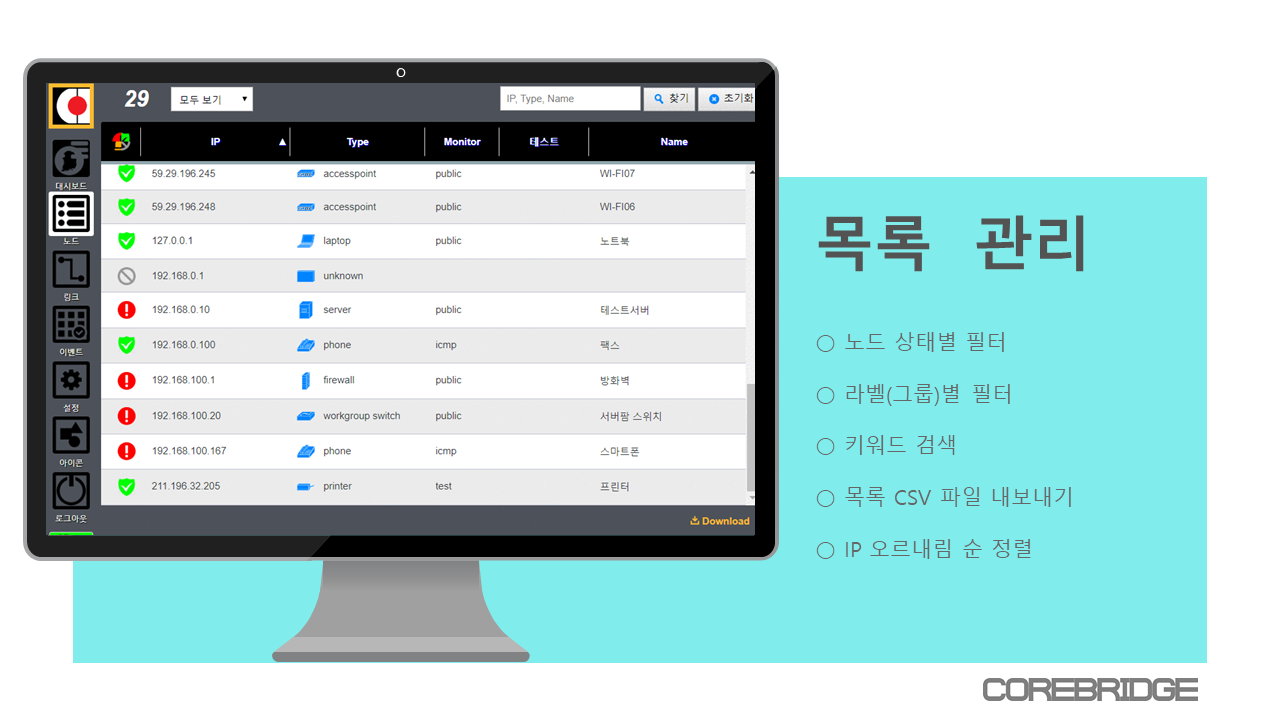 29
모두 보기
IP, Type, Name
찾기
초기화
IP ▲ Type Monitor 테스트 Name
59.29.196.245 accesspoint public WI-FI07
59.29.196.248 accesspoint public WI-FI06
127.0.0.1 laptop public 노트북
192.168.0.1 unknown
192.168.0.10 server public 테스트서버
192.168.0.100 phone icmp 팩스
192.168.100.1 firewall public 방화벽
192.168.100.20 workgroup switch public 서버팜 스위치
192.168.100.167 phone icmp 스마트폰
211.196.32.205 printer test 프린터
Download
대시보드
노드
링크
이벤트
설정
아이콘
로그아웃
목록 관리
○ 노드 상태별 필터
○ 라벨(그룹)별 필터
○ 키워드 검색
○ 목록 CSV 파일 내보내기
○ IP 오르내림 순 정렬
COREBRIDGE